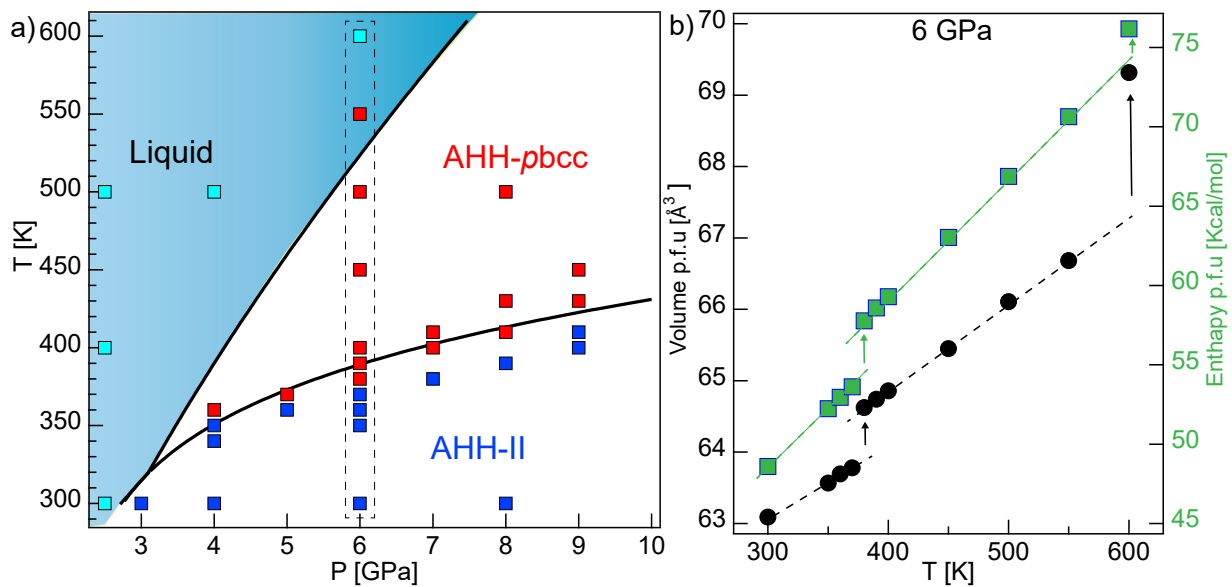 a)
T [K]
600
550
500
450
400
350
300
Liquid
AHH-pbcc
AHH-II
3 4 5 6 7 8 9 10
P [GPa]
b)
6 GPa
Volume p.f.u [Å3]
70
69
68
67
66
65
64
63
300 400 500 600
T [K]
75
70
65
60
55
50
45
Enthapy p.f.u [Kcal/mol]